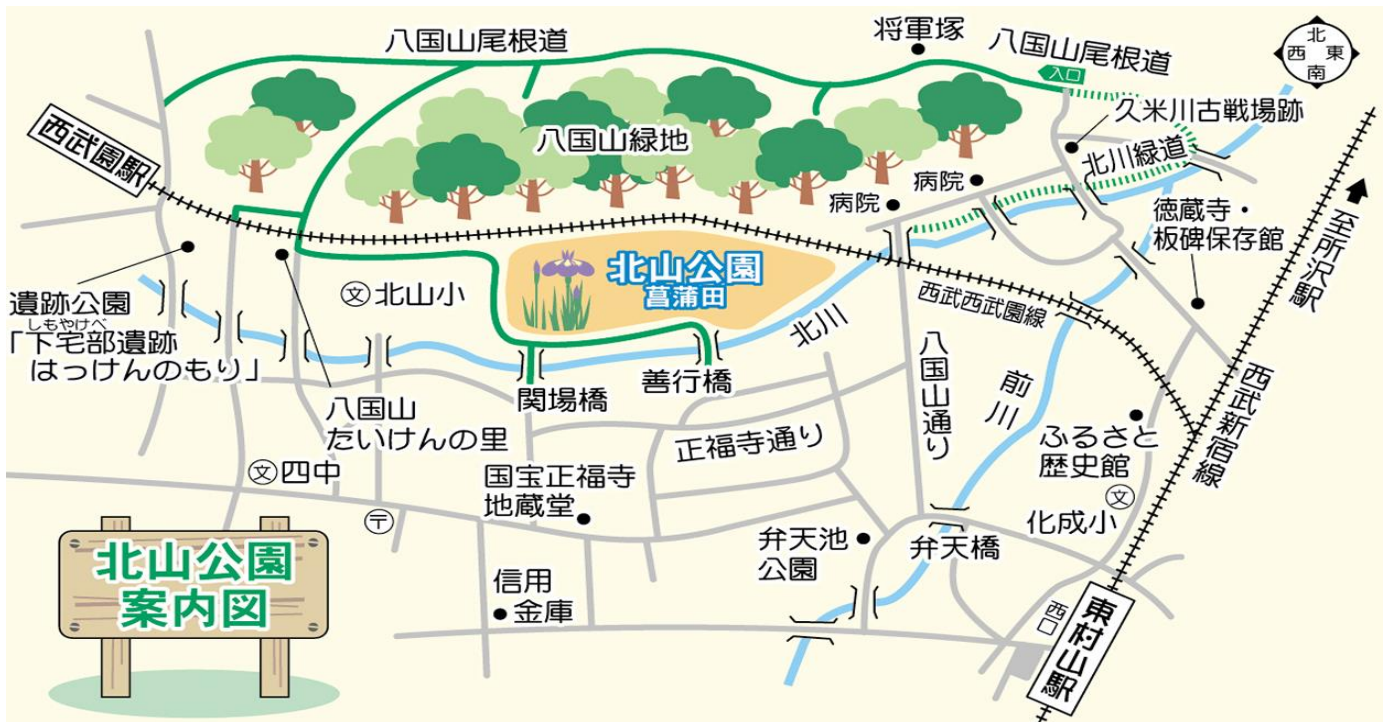 八国山尾根道
将軍塚
八国山尾根道
入口
北
西 東
南
久米川古戦場跡
西武園駅
八国山緑地
北川緑道
病院
病院
徳蔵寺・
板碑保存館
至所沢駅
北山公園
菖蒲田
遺跡公園
しもやけべ
「下宅部遺跡
はっけんのもり」
文北山小
北川
西武西武園線
関場橋
善行橋
八国山通り
前川
西武新宿線
八国山
たいけんの里
正福寺通り
ふるさと
歴史館
文四中
国宝正福寺
地蔵堂
〒
文
化成小
弁天池
公園
弁天橋
北山公園
案内図
信用
金庫
西口
東村山駅